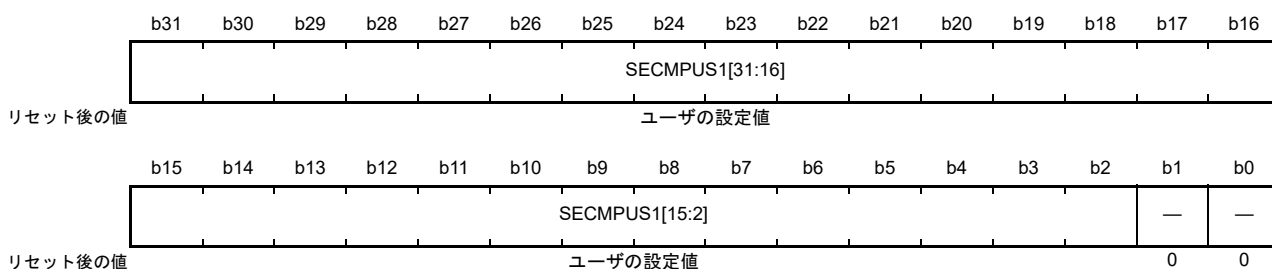 b31 b30 b29 b28 b27 b26 b25 b24 b23 b22 b21 b20 b19 b18 b17 b16
SECMPUS1[31:16]
リセット後の値 ユーザの設定値
b15 b14 b13 b12 b11 b10 b9 b8 b7 b6 b5 b4 b3 b2 b1 b0
SECMPUS1[15:2] — —
リセット後の値 ユーザの設定値 0 0